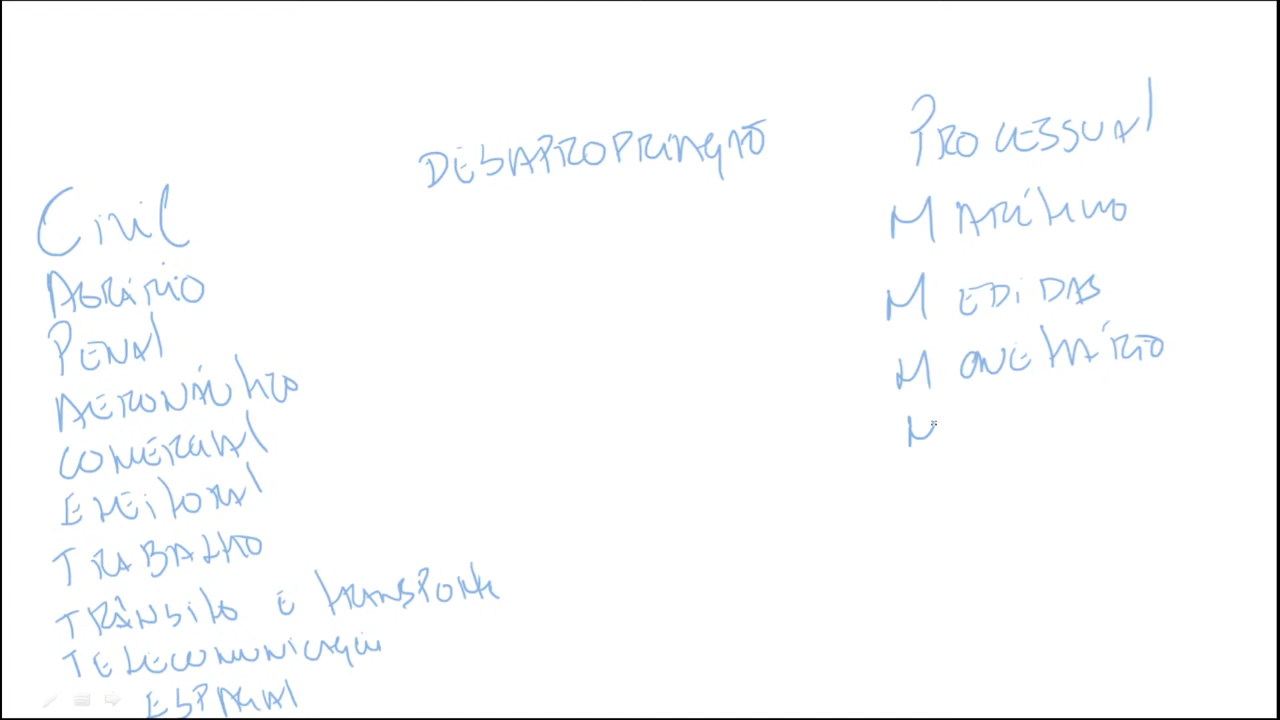 DESAPROPRIAÇÃO
Civil
AGRÁRIO
PENAL
AERONÁUTICO
COMERCIAL
ELEITORAL
TRABALHO
TRÂNSITO E TRANSPORTE
TELECOMUNICAÇÃO
ESPACIAL
PROCESSUAL
MARÍTIMO
MEDIDAS
MONETÁRIO